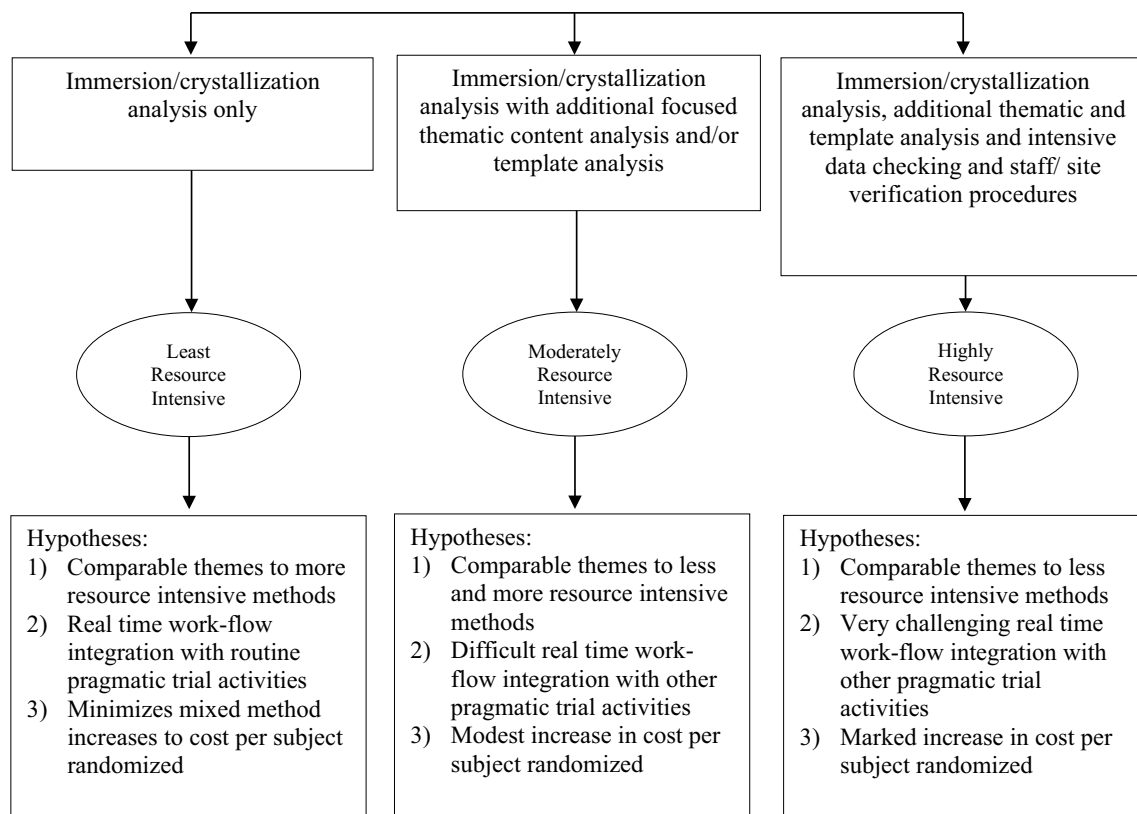 Immersion/crystallization
analysis only
Immersion/crystallization
analysis with additional focused
thematic content analysis and/or
template analysis
Immersion/crystallization
analysis, additional thematic and
template analysis and intensive
data checking and staff/ site
verification procedures
Least
Resource
Intensive
Moderately
Resource
Intensive
Highly
Resource
Intensive
Hypotheses:
1) Comparable themes to more
resource intensive methods
2) Real time work-flow
integration with routine
pragmatic trial activities
3) Minimizes mixed method
increases to cost per subject
randomized
Hypotheses:
1) Comparable themes to less
and more resource intensive
methods
2) Difficult real time work-
flow integration with other
pragmatic trial activities
3) Modest increase in cost per
subject randomized
Hypotheses:
1) Comparable themes to less
resource intensive methods
2) Very challenging real time
work-flow integration with
other pragmatic trial
activities
3) Marked increase in cost per
subject randomized